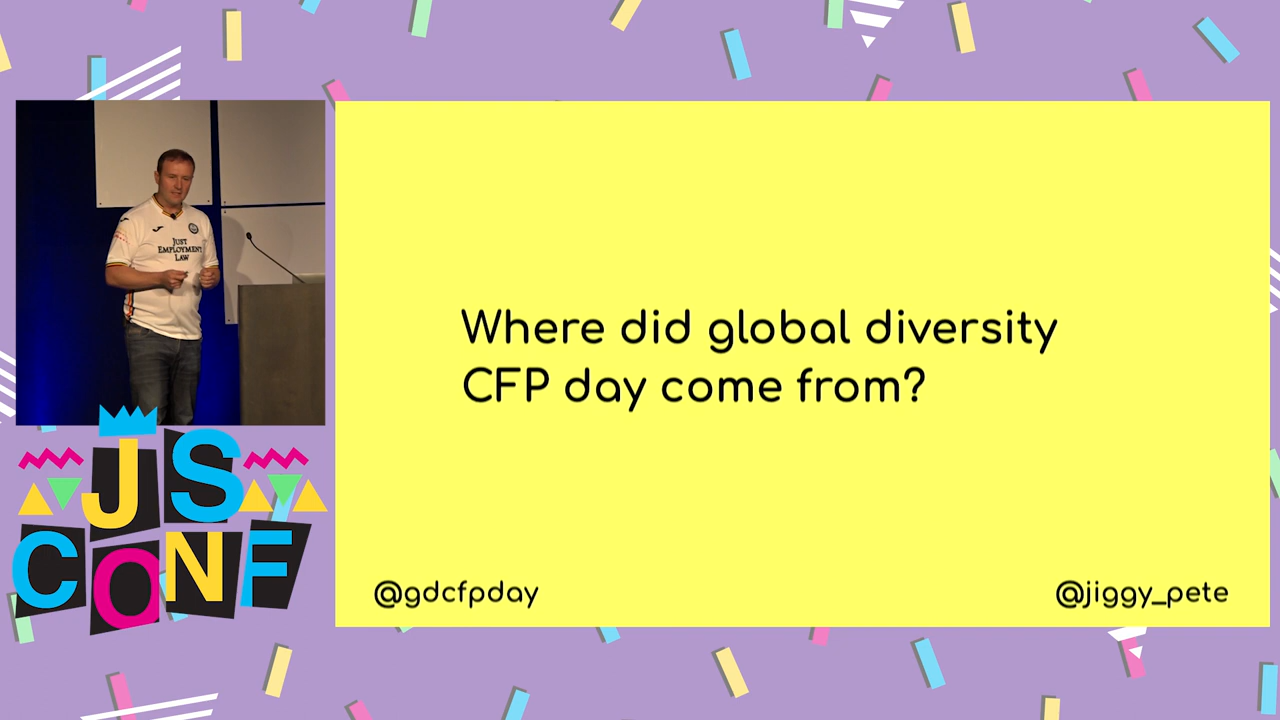 Where did global diversity
CFP day come from?
@gdcfpday
@jiggy_pete
JUST
EMPLOYMENT
LAW
JS
CONF